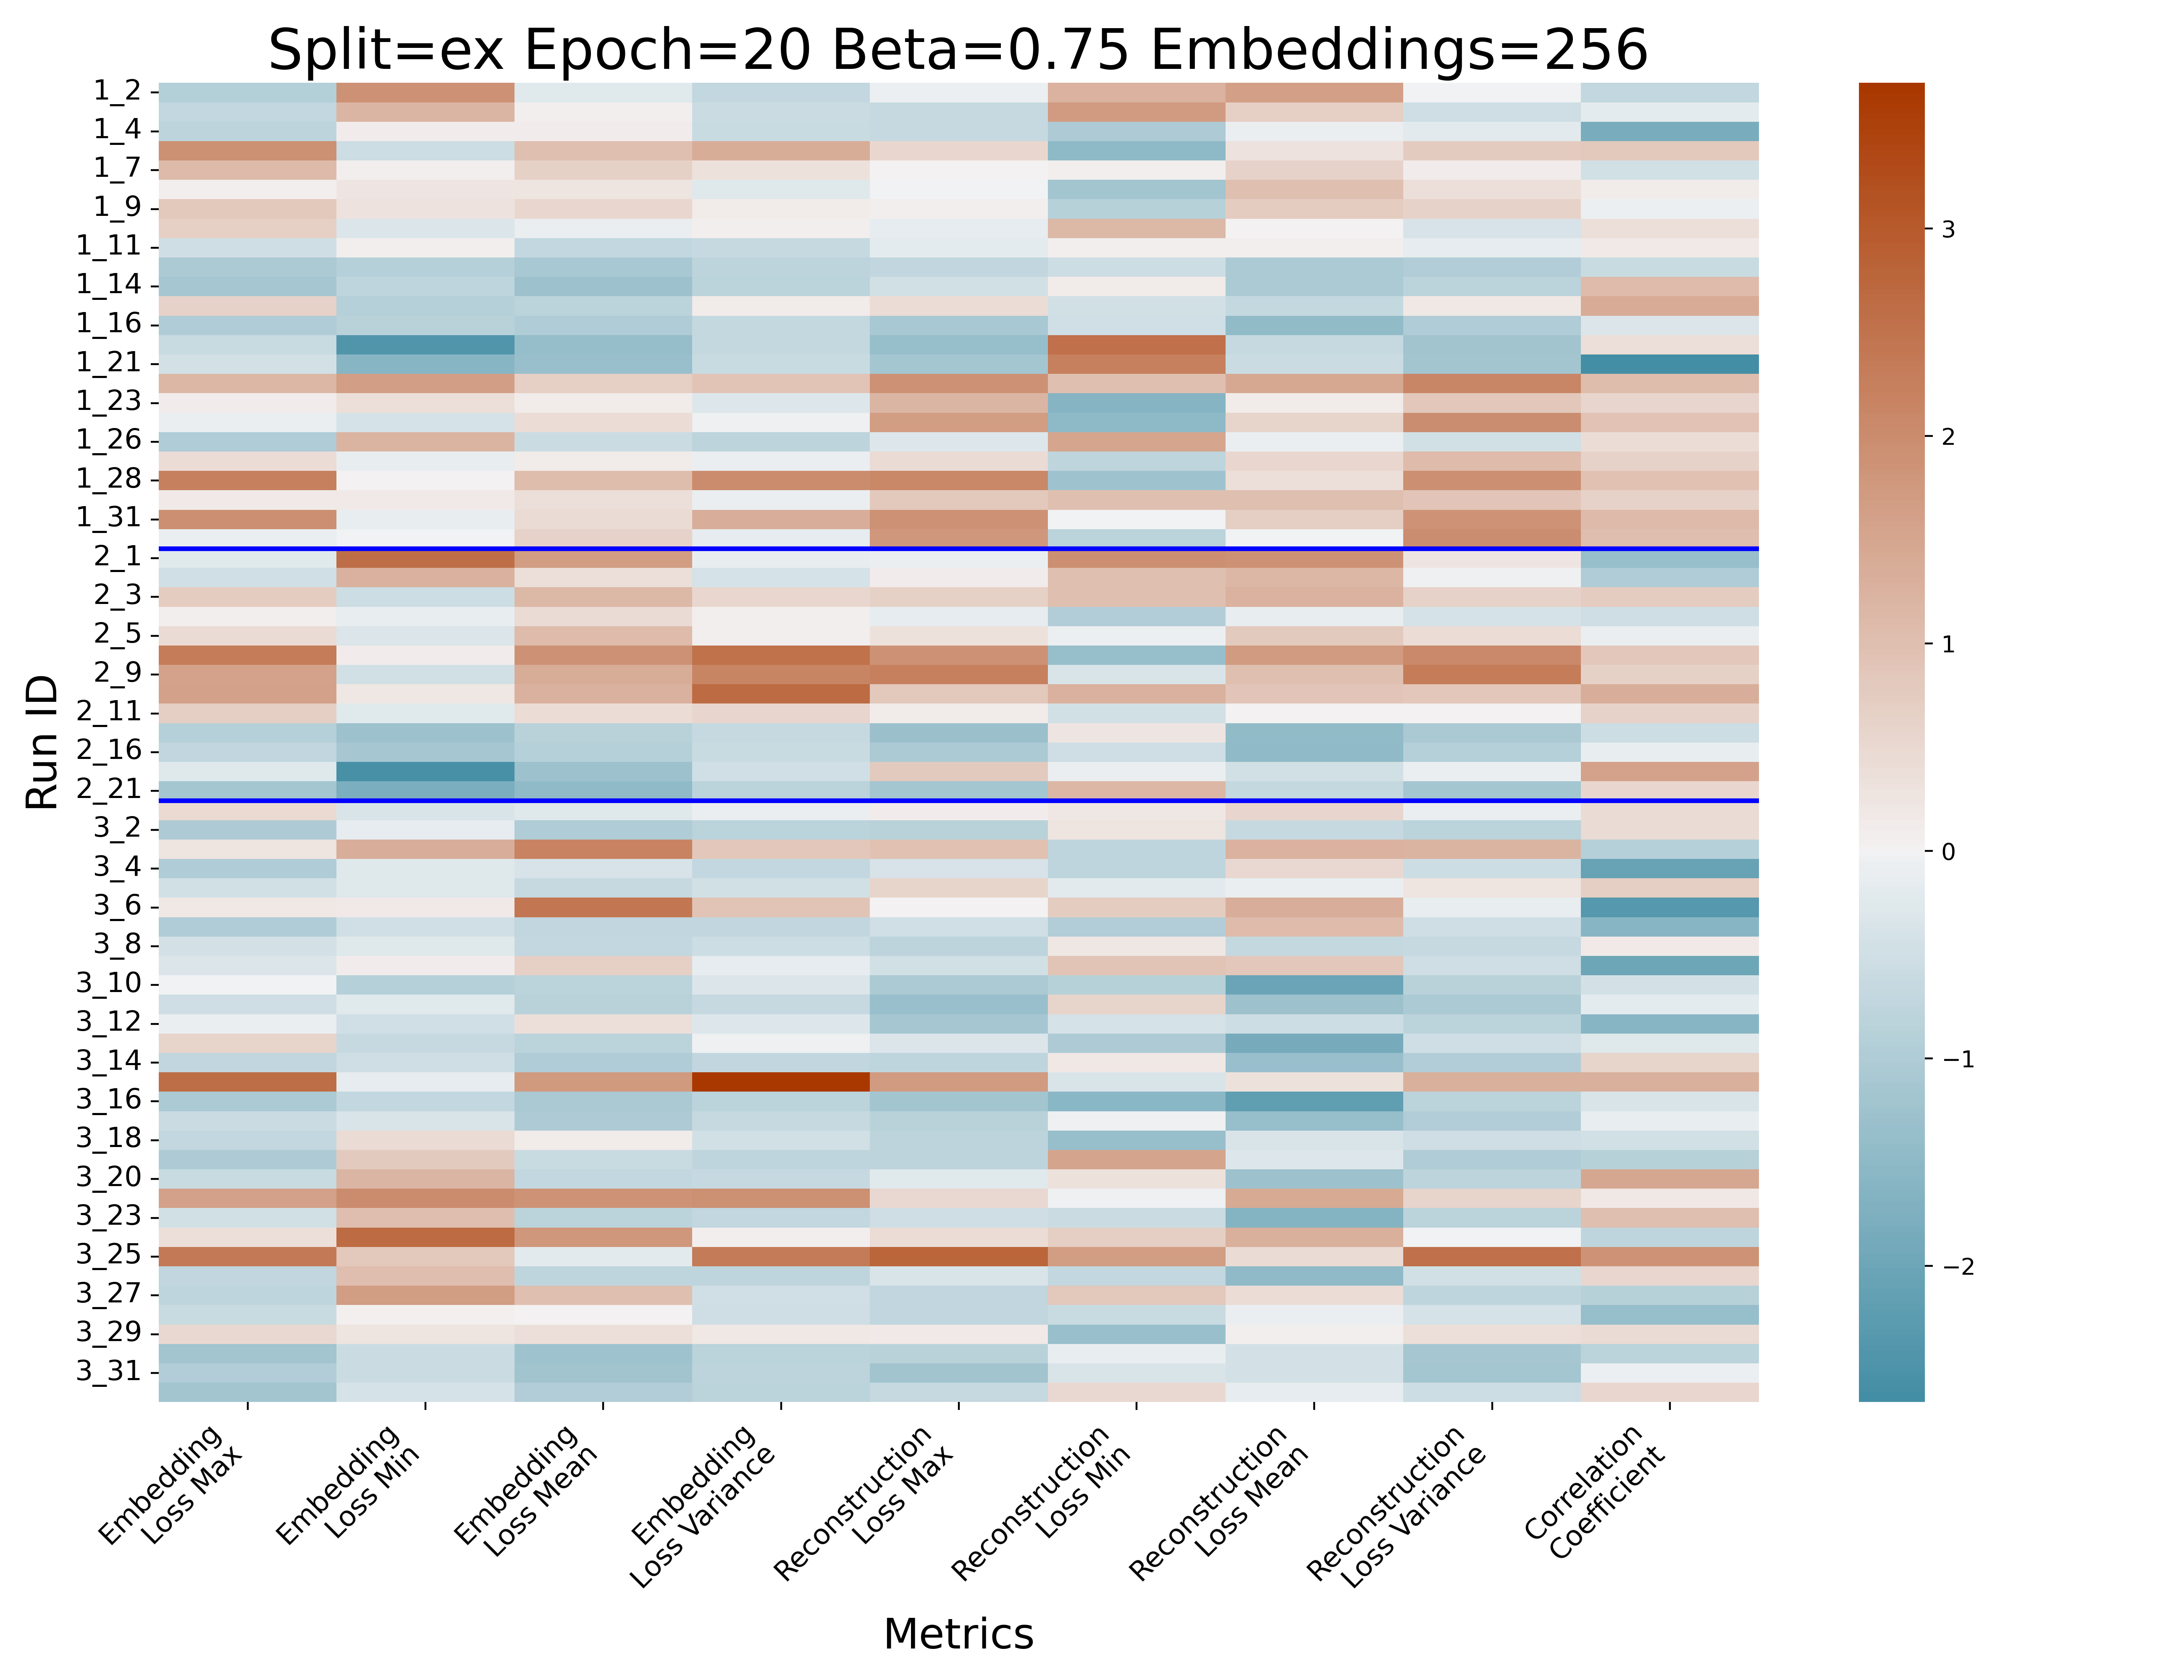 Split=ex Epoch=20 Beta=0.75 Embeddings=256
Run ID
1_2
1_4
1_7
1_9
1_11
1_14
1_16
1_21
1_23
1_26
1_28
1_31
2_1
2_3
2_5
2_9
2_11
2_16
2_21
3_2
3_4
3_6
3_8
3_10
3_12
3_14
3_16
3_18
3_20
3_23
3_25
3_27
3_29
3_31
Embedding
Loss Max
Embedding
Loss Min
Embedding
Loss Mean
Embedding
Loss Variance
Reconstruction
Loss Max
Reconstruction
Loss Min
Reconstruction
Loss Mean
Reconstruction
Loss Variance
Correlation
Coefficient
Metrics
3
2
1
0
−1
−2